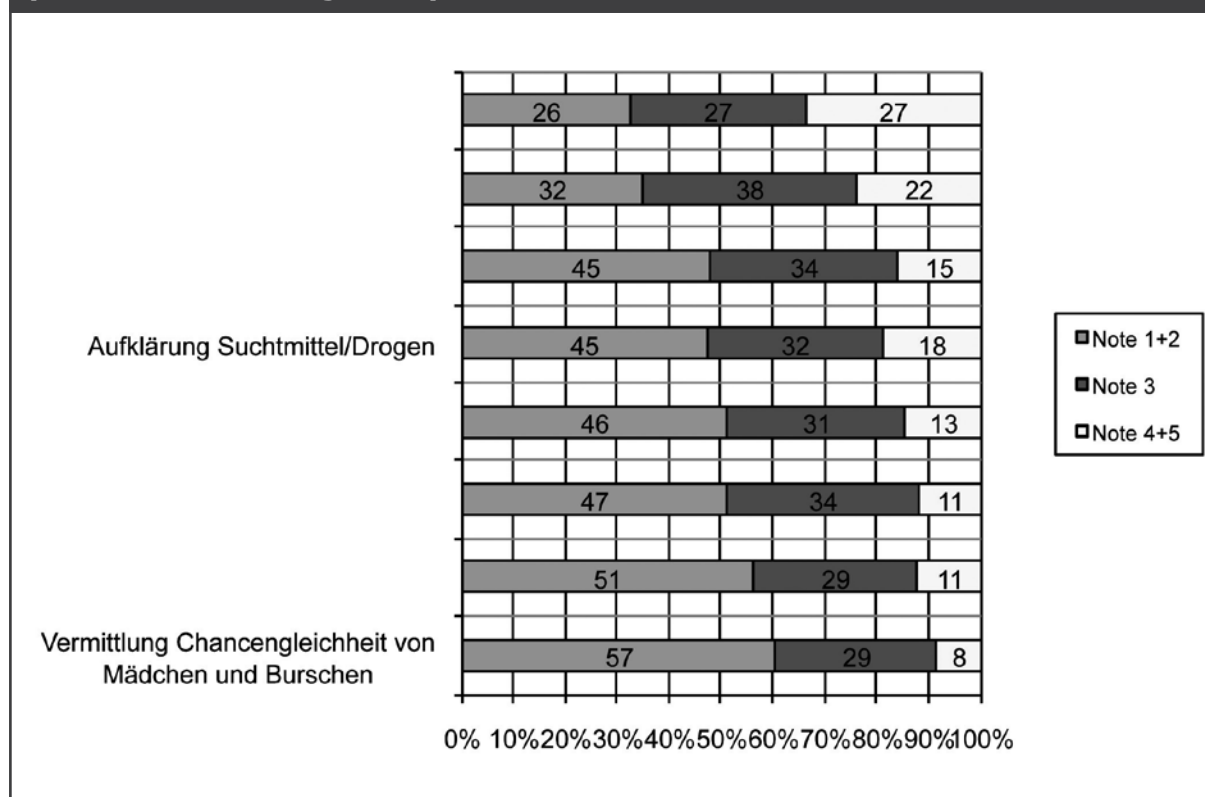 26 27 27
32 38 22
45 34 15
Aufklärung Suchtmittel/Drogen 45 32 18
46 31 13
47 34 11
51 29 11
Vermittlung Chancengleichheit von
Mädchen und Burschen
57 29 8
0% 10%20%30%40%50%60%70%80%90%100%
Note 1+2
Note 3
Note 4+5